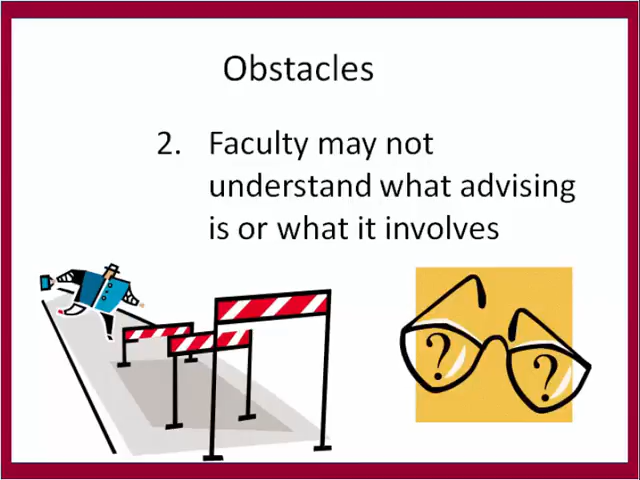 Obstacles
2. Faculty may not
understand what advising
is or what it involves
? ?